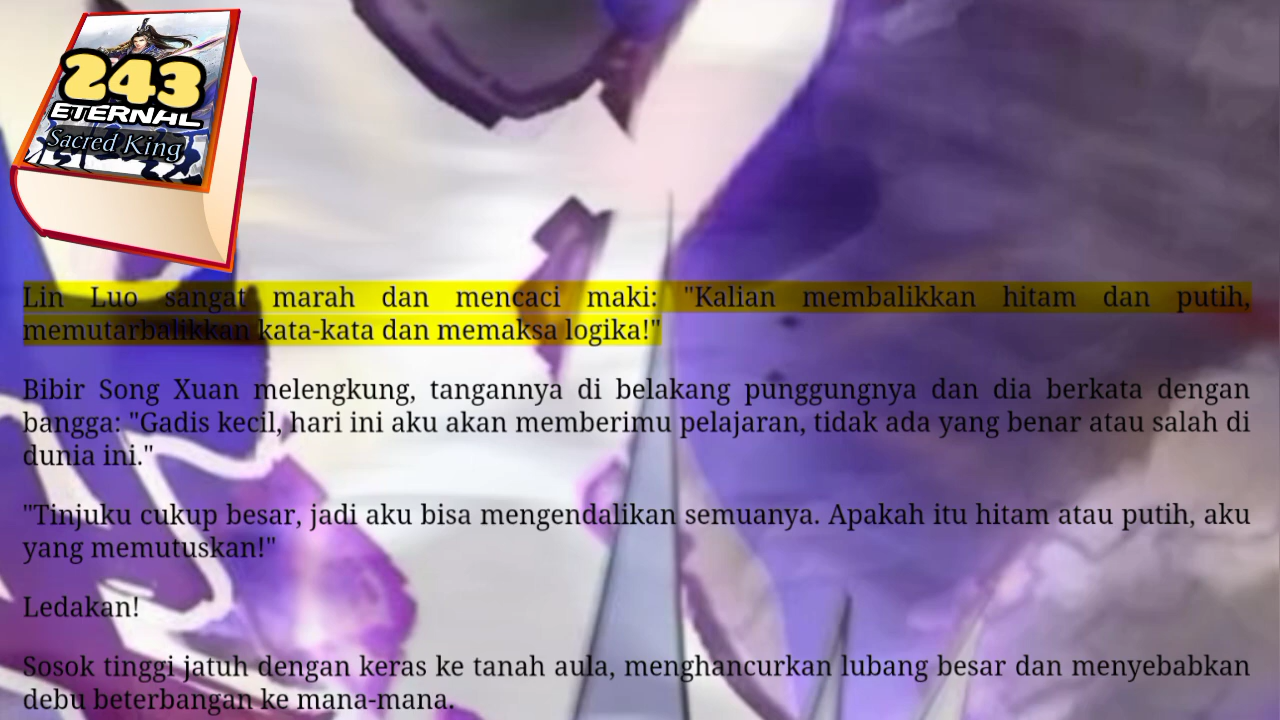 243
ETERNAL
Sacred King
Lin Luo sangat marah dan mencaci maki: "Kalian membalikkan hitam dan putih,
memutarbalikkan kata-kata dan memaksa logika!"
Bibir Song Xuan melengkung, tangannya di belakang punggungnya dan dia berkata dengan
bangga: "Gadis kecil, hari ini aku akan memberimu pelajaran, tidak ada yang benar atau salah di
dunia ini."
"Tinjuku cukup besar, jadi aku bisa mengendalikan semuanya. Apakah itu hitam atau putih, aku
yang memutuskan!"
Ledakan!
Sosok tinggi jatuh dengan keras ke tanah aula, menghancurkan lubang besar dan menyebabkan
debu beterbangan ke mana-mana.